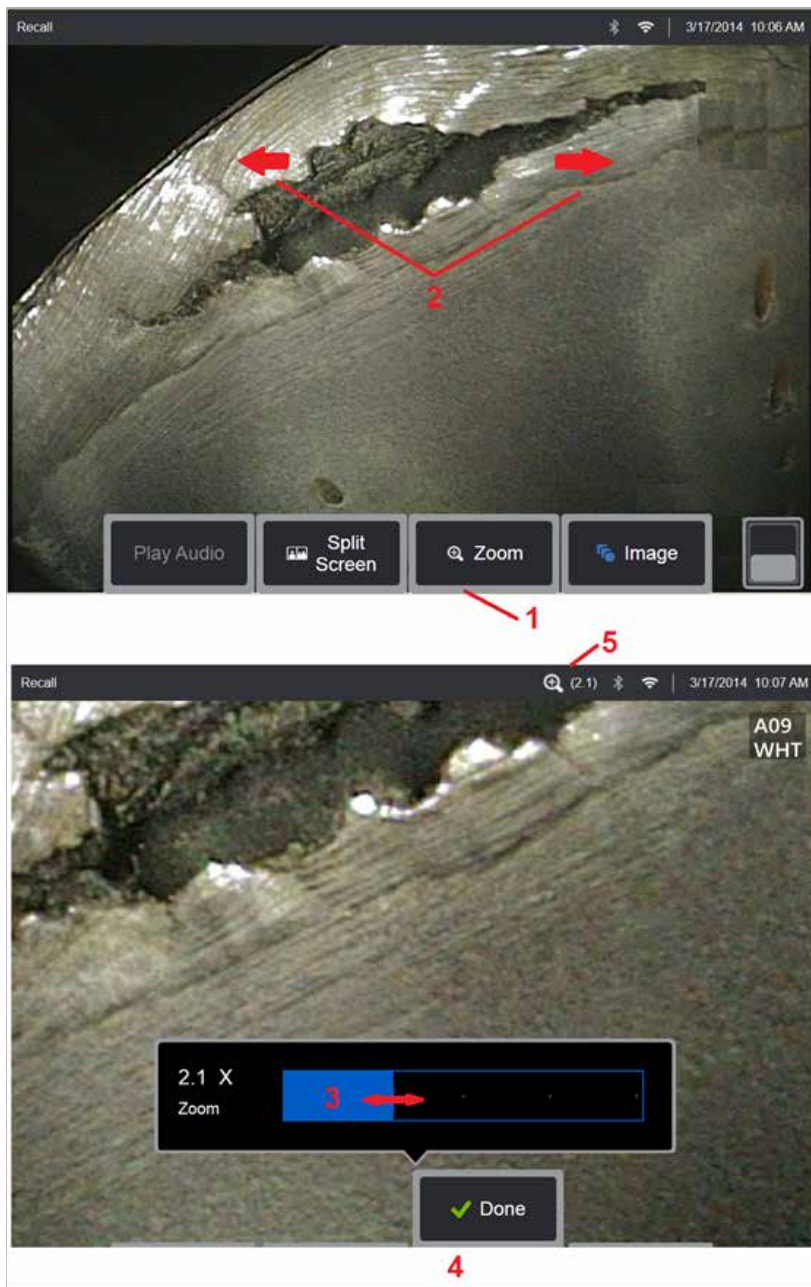 Recall
3/17/2014 10:06 AM
2
Play Audio
Split
Screen
Zoom
Image
1
5
Recall
(2.1)
3/17/2014 10:07 AM
A09
WHT
2.1 X
Zoom
3
Done
4